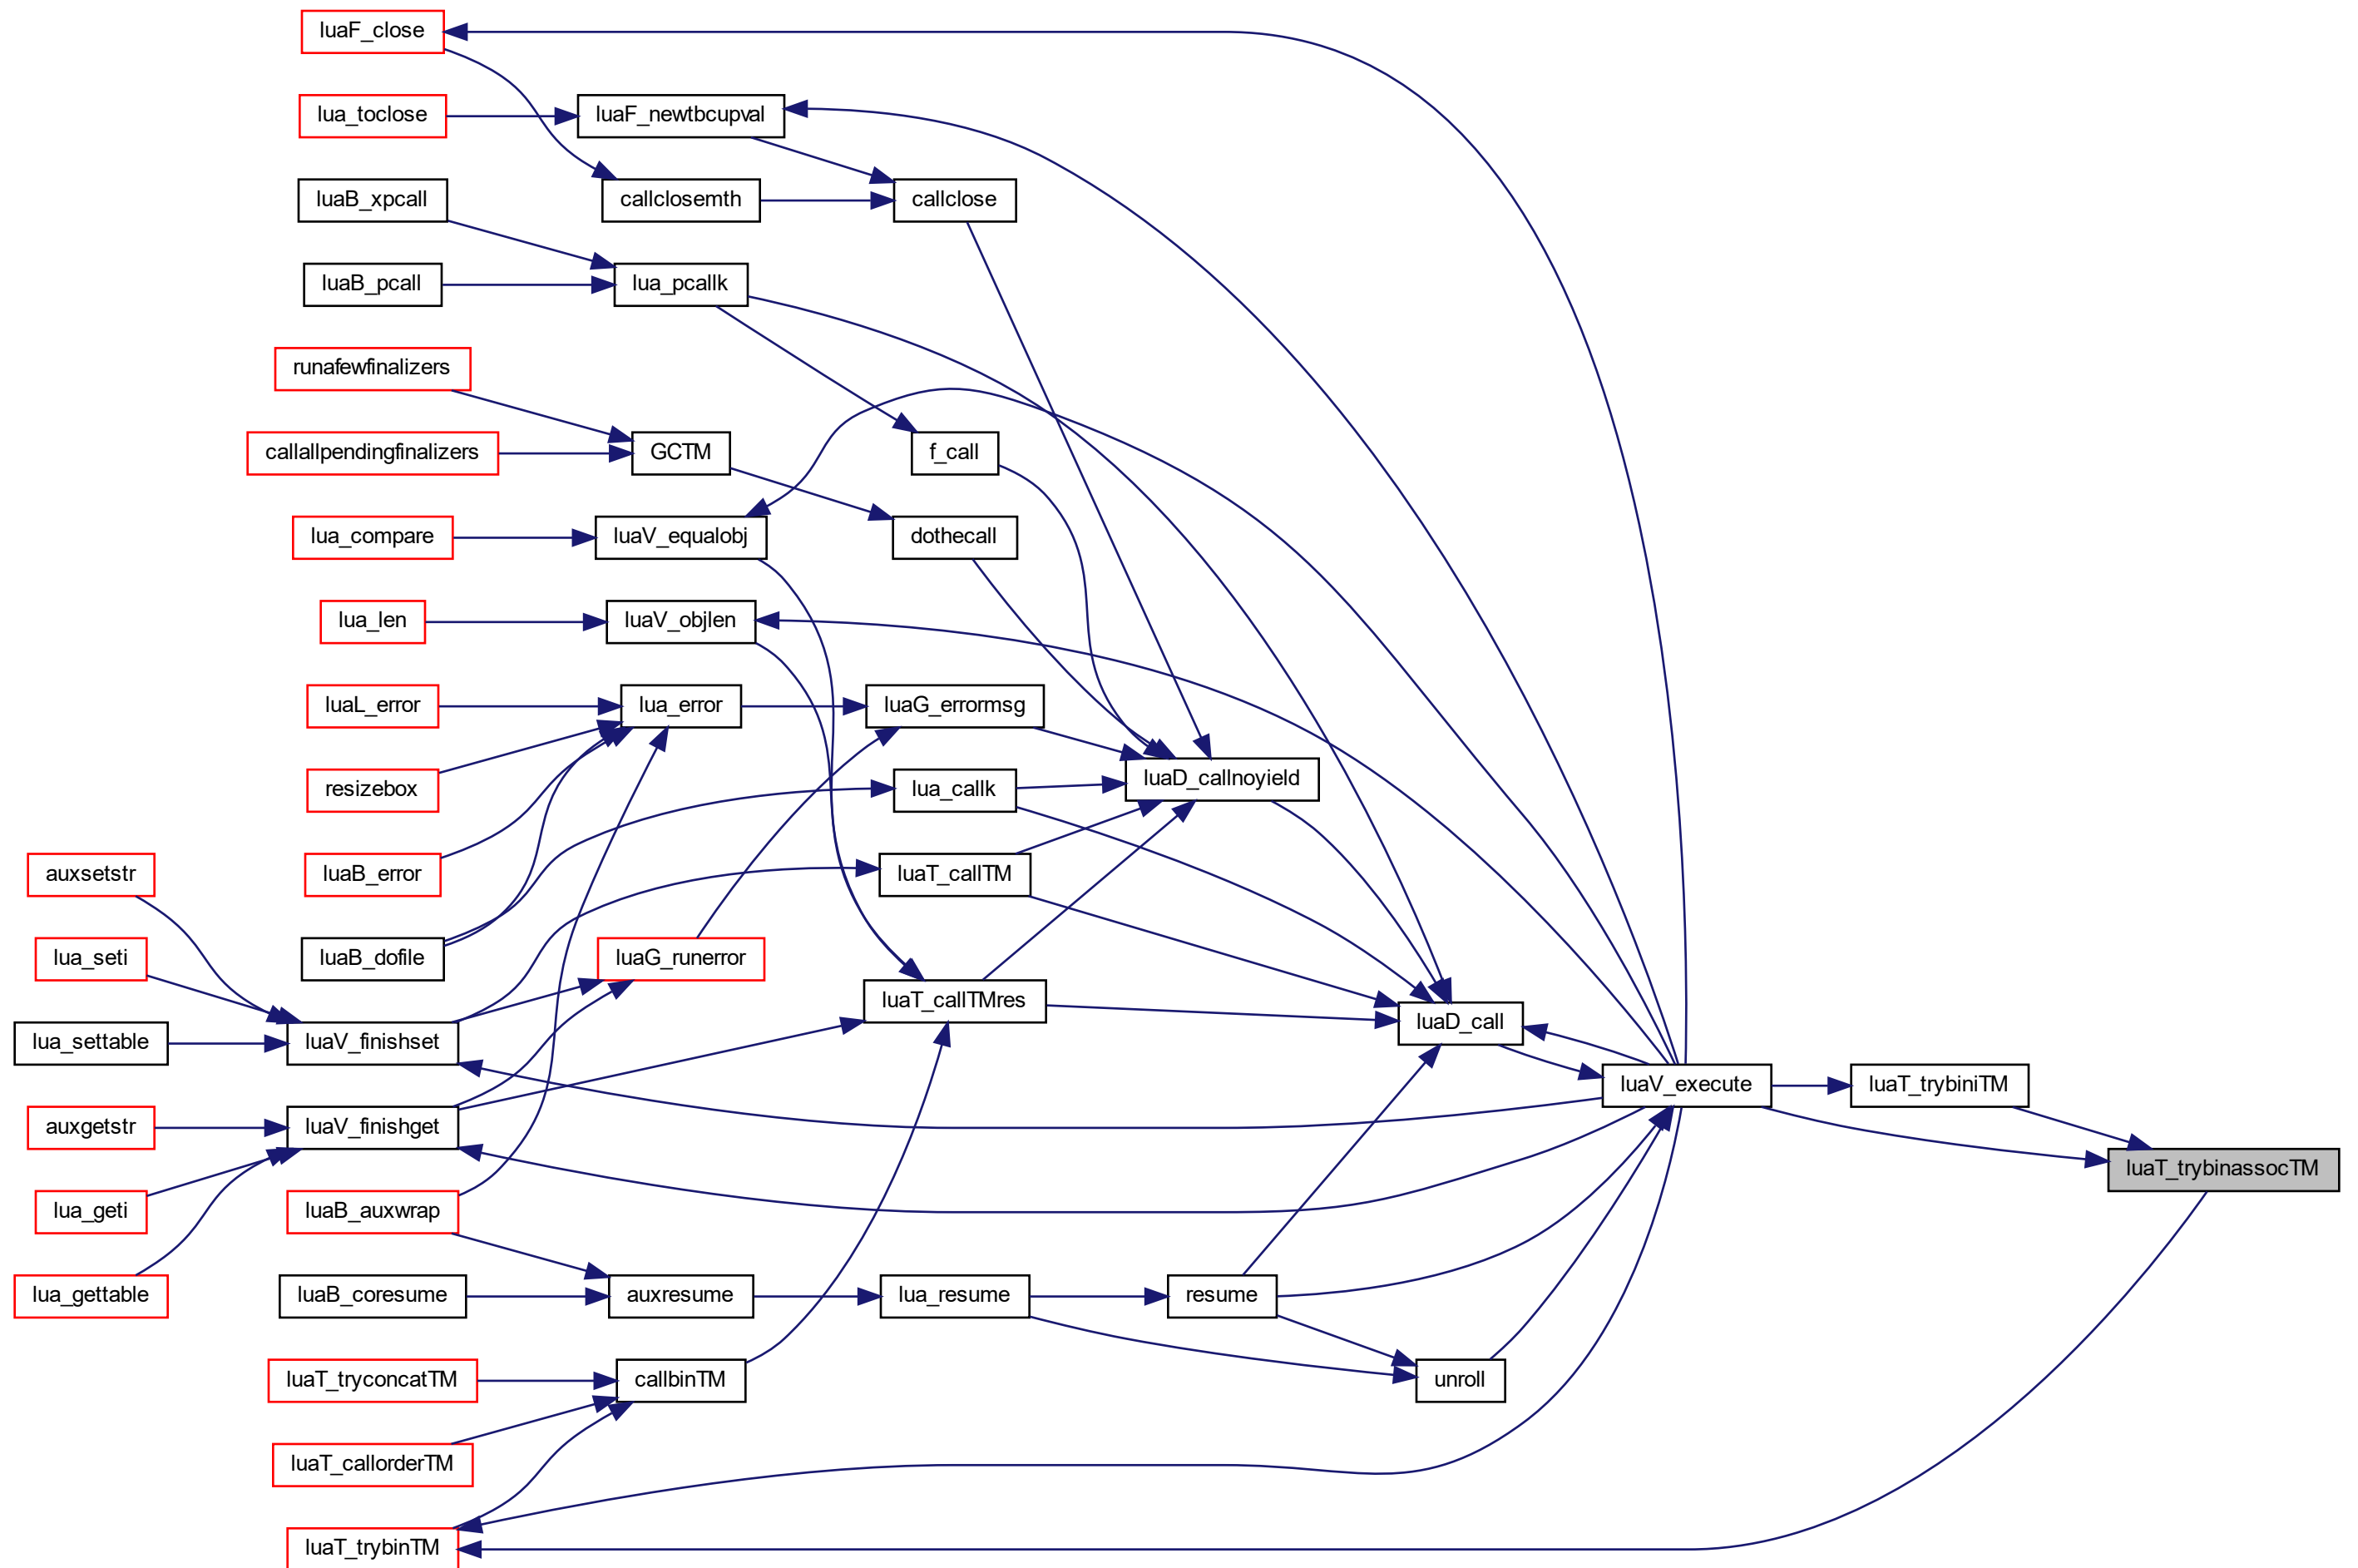 luaF_close
lua_toclose
luaF_newtbcupval
luaB_xpcall
callclosemth
callclose
luaB_pcall
lua_pcallk
runafewfinalizers
callallpendingfinalizers
GCTM
f_call
lua_compare
luaV_equalobj
dothecall
lua_len
luaV_objlen
luaL_error
lua_error
luaG_errormsg
resizebox
lua_callk
luaD_callnoyield
auxsetstr
luaB_error
luaT_callTM
lua_seti
luaB_dofile
luaG_runerror
luaT_callTMres
lua_settable
luaV_finishset
luaD_call
auxgetstr
luaV_finishget
luaV_execute
luaT_trybiniTM
luaT_trybinassocTM
lua_geti
luaB_auxwrap
lua_gettable
luaB_coresume
auxresume
lua_resume
resume
luaT_tryconcatTM
callbinTM
unroll
luaT_callorderTM
luaT_trybinTM